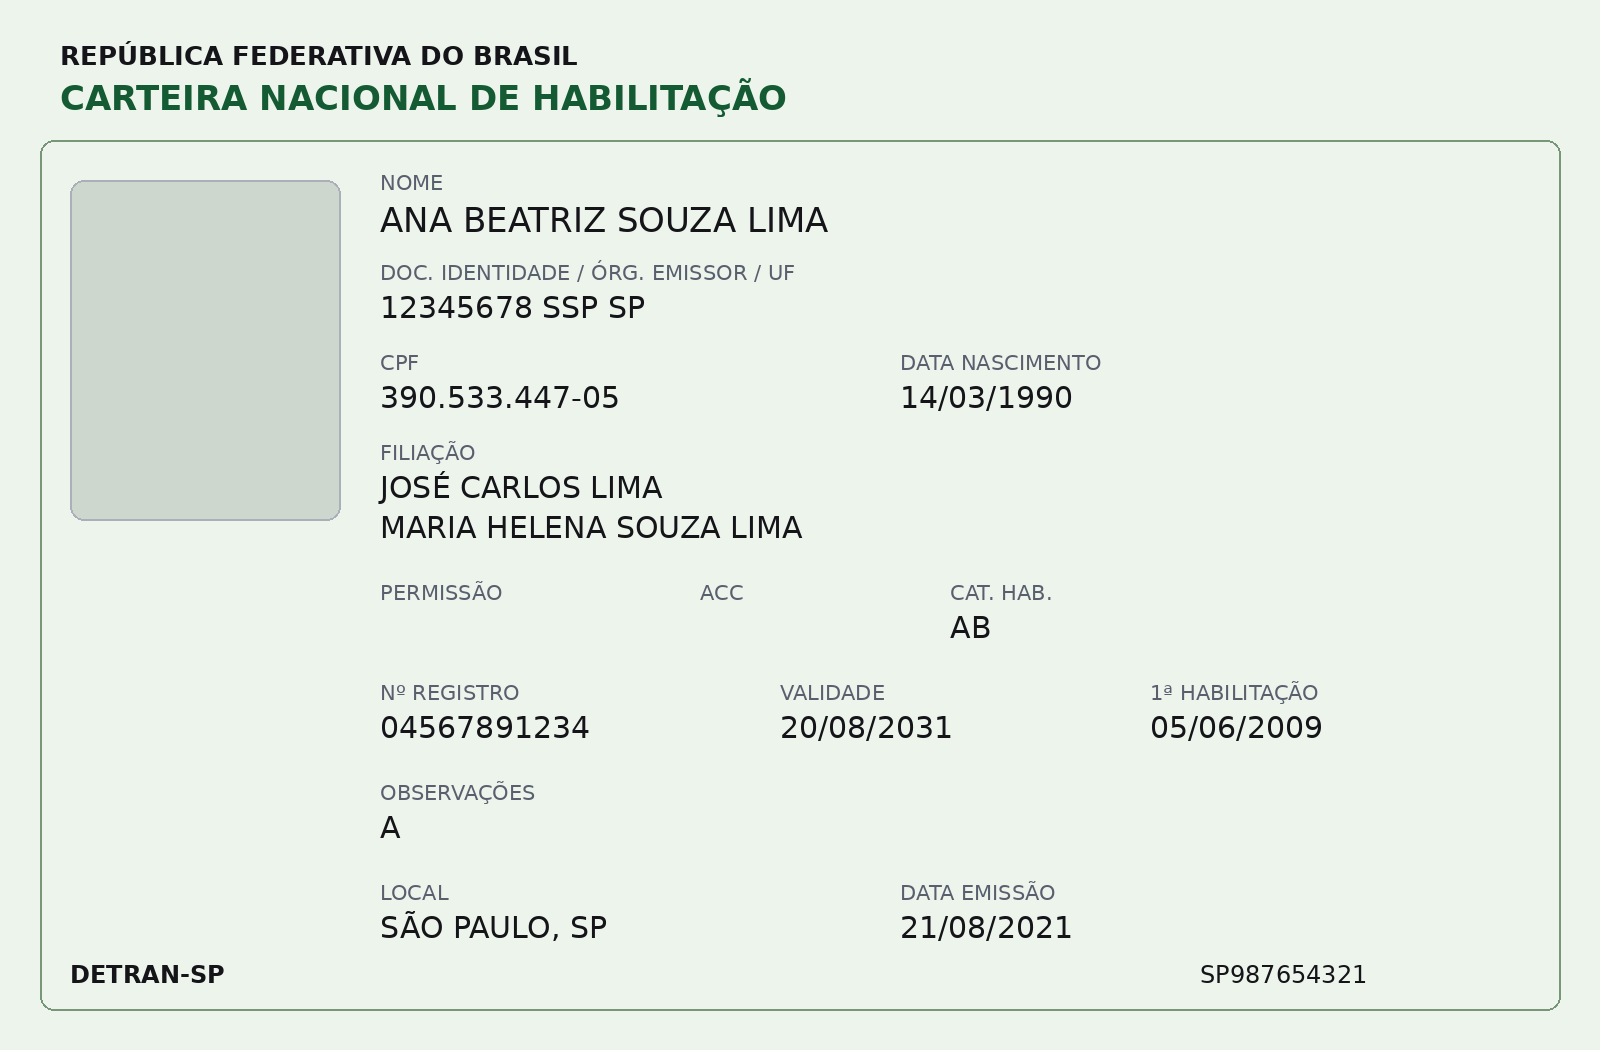 REPÚBLICA FEDERATIVA DO BRASIL
CARTEIRA NACIONAL DE HABILITAÇÃO
NOME
ANA BEATRIZ SOUZA LIMA
DOC. IDENTIDADE / ÓRG. EMISSOR / UF
12345678 SSP SP
CPF DATA NASCIMENTO
390.533.447-05 14/03/1990
FILIAÇÃO
JOSÉ CARLOS LIMA
MARIA HELENA SOUZA LIMA
PERMISSÃO ACC CAT. HAB.
AB
Nº REGISTRO VALIDADE 1ª HABILITAÇÃO
04567891234 20/08/2031 05/06/2009
OBSERVAÇÕES
A
LOCAL DATA EMISSÃO
SÃO PAULO, SP 21/08/2021
DETRAN-SP SP987654321